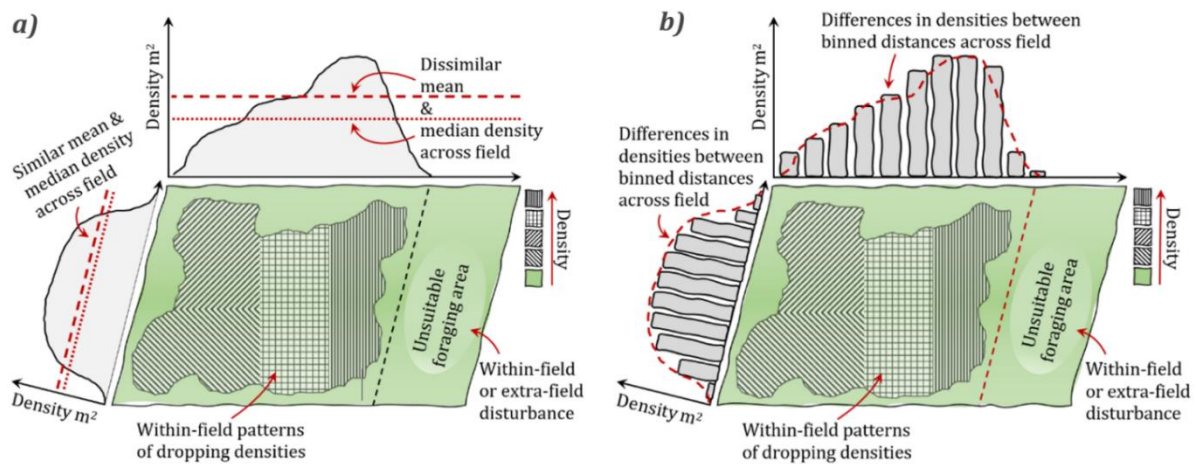 a)
Density m²
Dissimilar
mean
&
median density
across field
Similar mean &
median density
across field
Density m²
Density
Unsuitable
foraging area
Within-field
or extra-field
disturbance
Within-field patterns
of dropping densities
b)
Differences in densities between
binned distances across field
Density m²
Differences in
densities between
binned distances
across field
Density m²
Density
Unsuitable
foraging area
Within-field
or extra-field
disturbance
Within-field patterns
of dropping densities